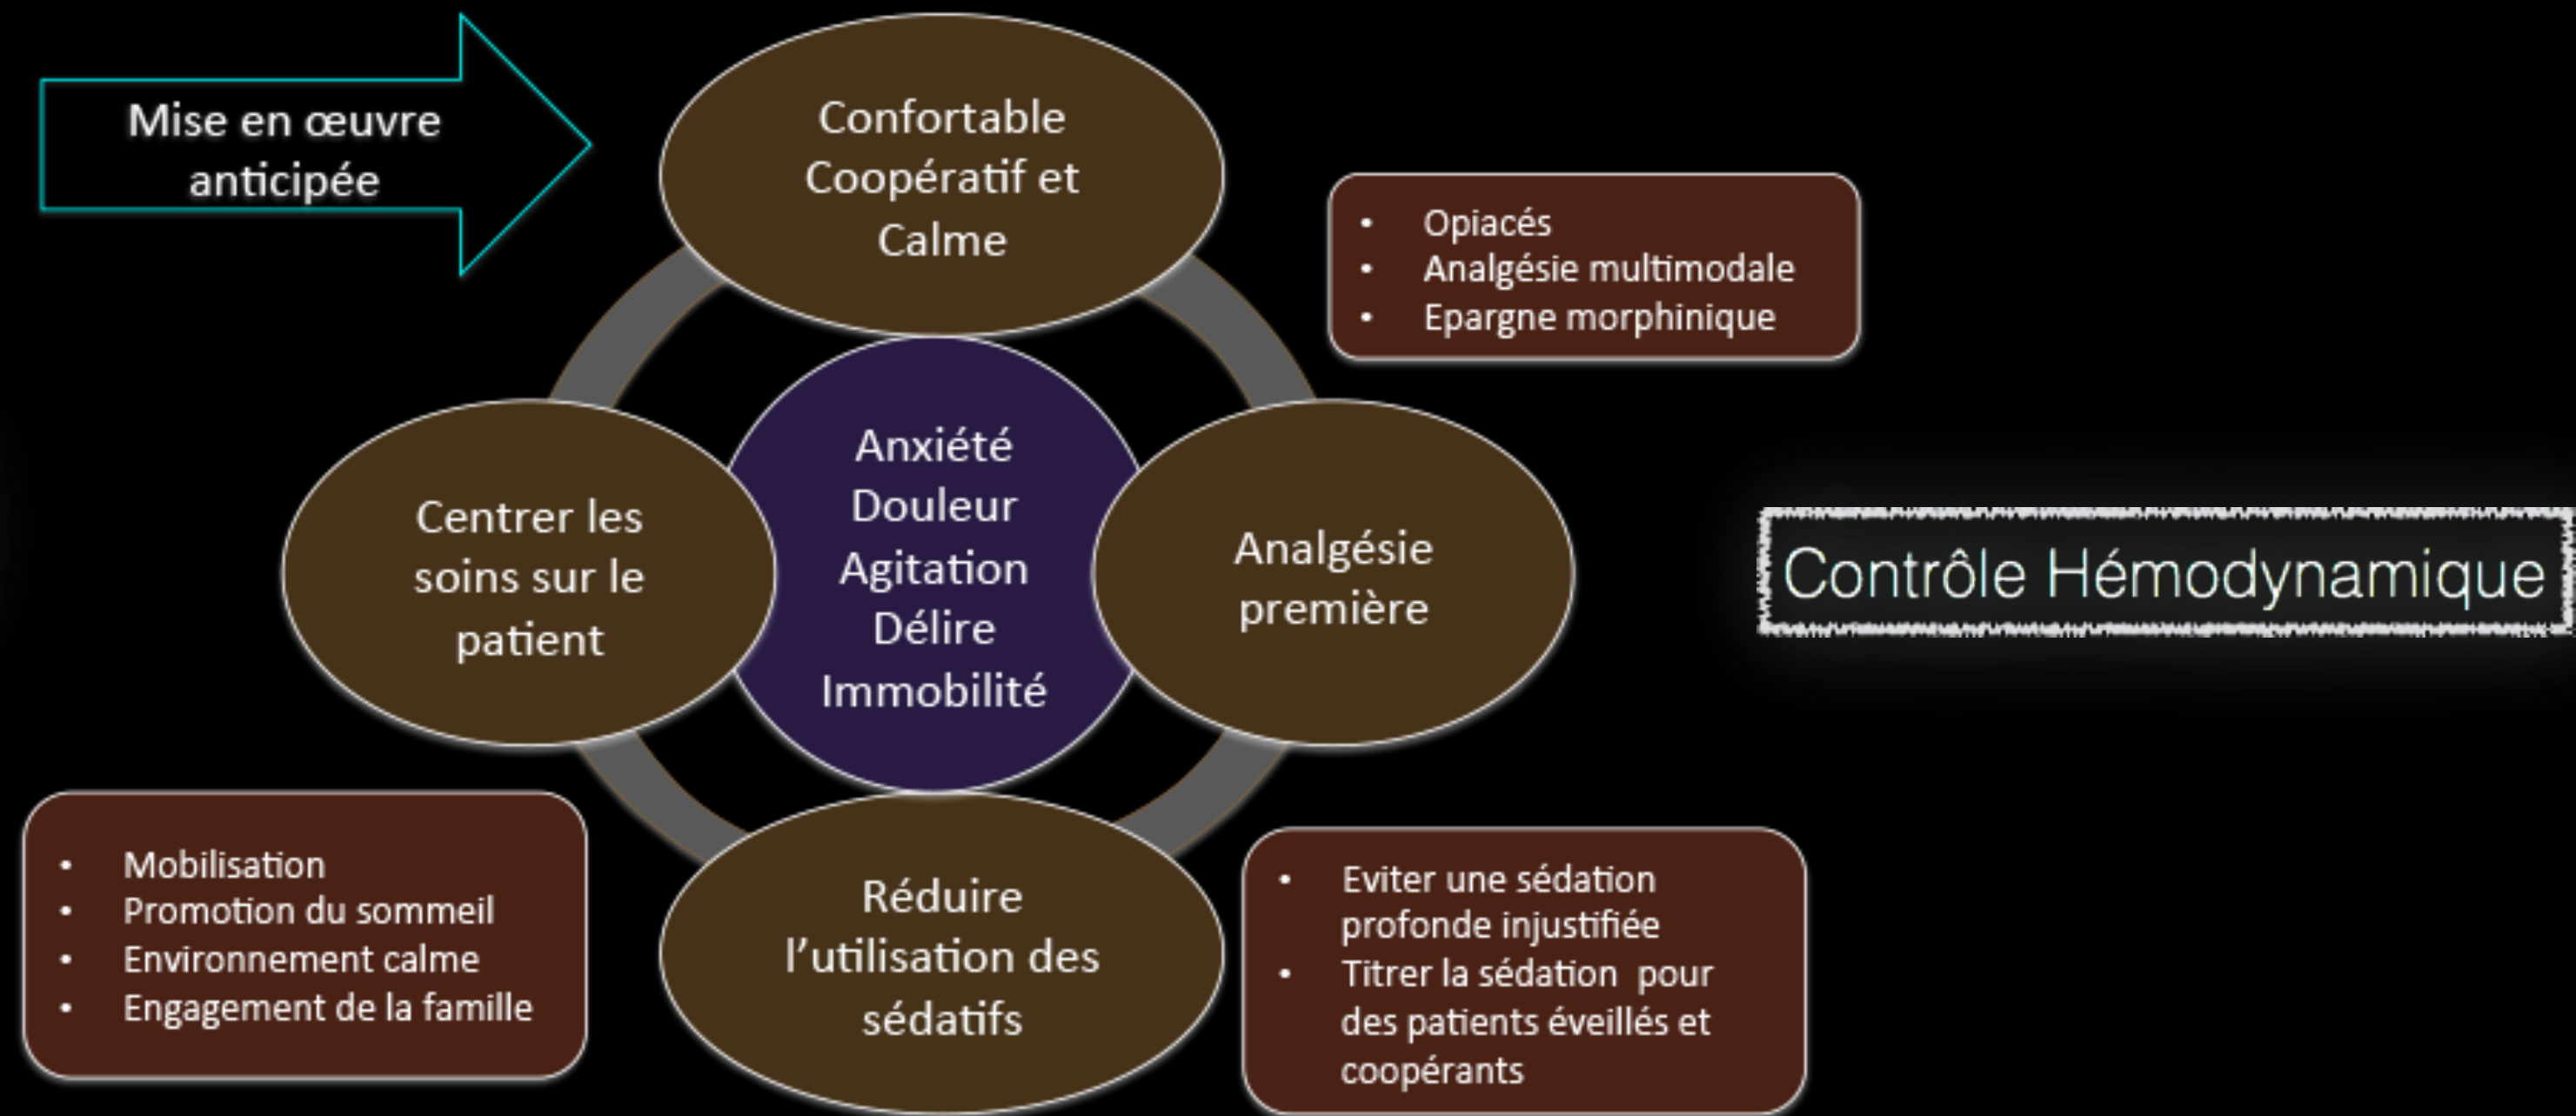 Mise en œuvre
anticipée
Confortable
Coopératif et
Calme
• Opiacés
• Analgésie multimodale
• Epargne morphinique
Centrer les
soins sur le
patient
Anxiété
Douleur
Agitation
Délire
Immobilité
Analgésie
première
Contrôle Hémodynamique
• Mobilisation
• Promotion du sommeil
• Environnement calme
• Engagement de la famille
Réduire
l’utilisation des
sédatifs
• Eviter une sédation
profonde injustifiée
• Titrer la sédation pour
des patients éveillés et
coopérants